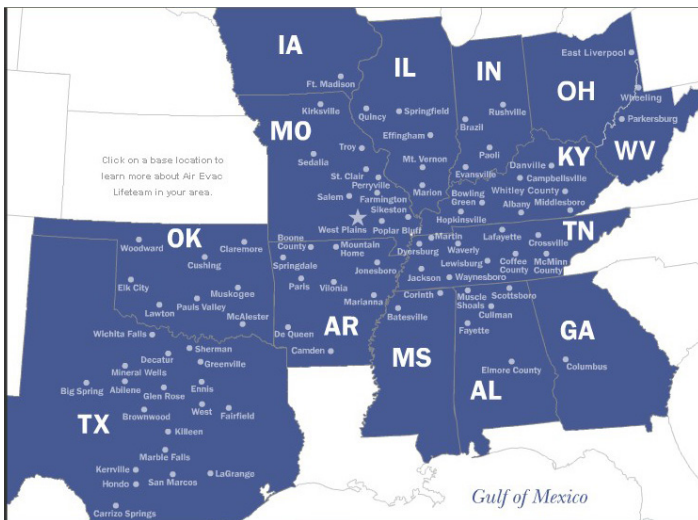 IA
IL
IN
OH
East Liverpool
Ft. Madison
Wheeling
Kirksville
Quincy
Springfield
Rushville
Parkersburg
MO
Brazil
Effingham
Troy
Paoli
WV
KY
Click on a base location to
learn more about Air Evac
Lifeteam in your area.
Sedalia
Mt. Vernon
Danville
St. Clair
Evansville
Campbellsville
Perryville
Marion
Bowling
Green
Whitley County
Salem
Farmington
Sikeston
Hopkinsville
Albany
Middlesboro
West Plains
Poplar Bluff
OK
TN
Woodward
Claremore
Boone
County
Mountain
Home
Martin
Lafayette
Crossville
Cushing
Springdale
Dyersburg
Waverly
Jonesboro
Lewisburg
Coffee
County
McMinn
County
Elk City
Paris
Vilonia
Jackson
Waynesboro
Muskogee
Pauls Valley
Marianna
Corinth
Muscle
Shoals
Scottsboro
Lawton
McAlester
AR
Batesville
Cullman
Fayette
GA
Wichita Falls
De Queen
Sherman
Camden
MS
Decatur
Greenville
Elmore County
Columbus
Mineral Wells
AL
Big Spring
Abilene
Glen Rose
Ennis
Brownwood
West
Fairfield
TX
Killeen
Marble Falls
Kerrville
LaGrange
Hondo
San Marcos
Gulf of Mexico
Carrizo Springs